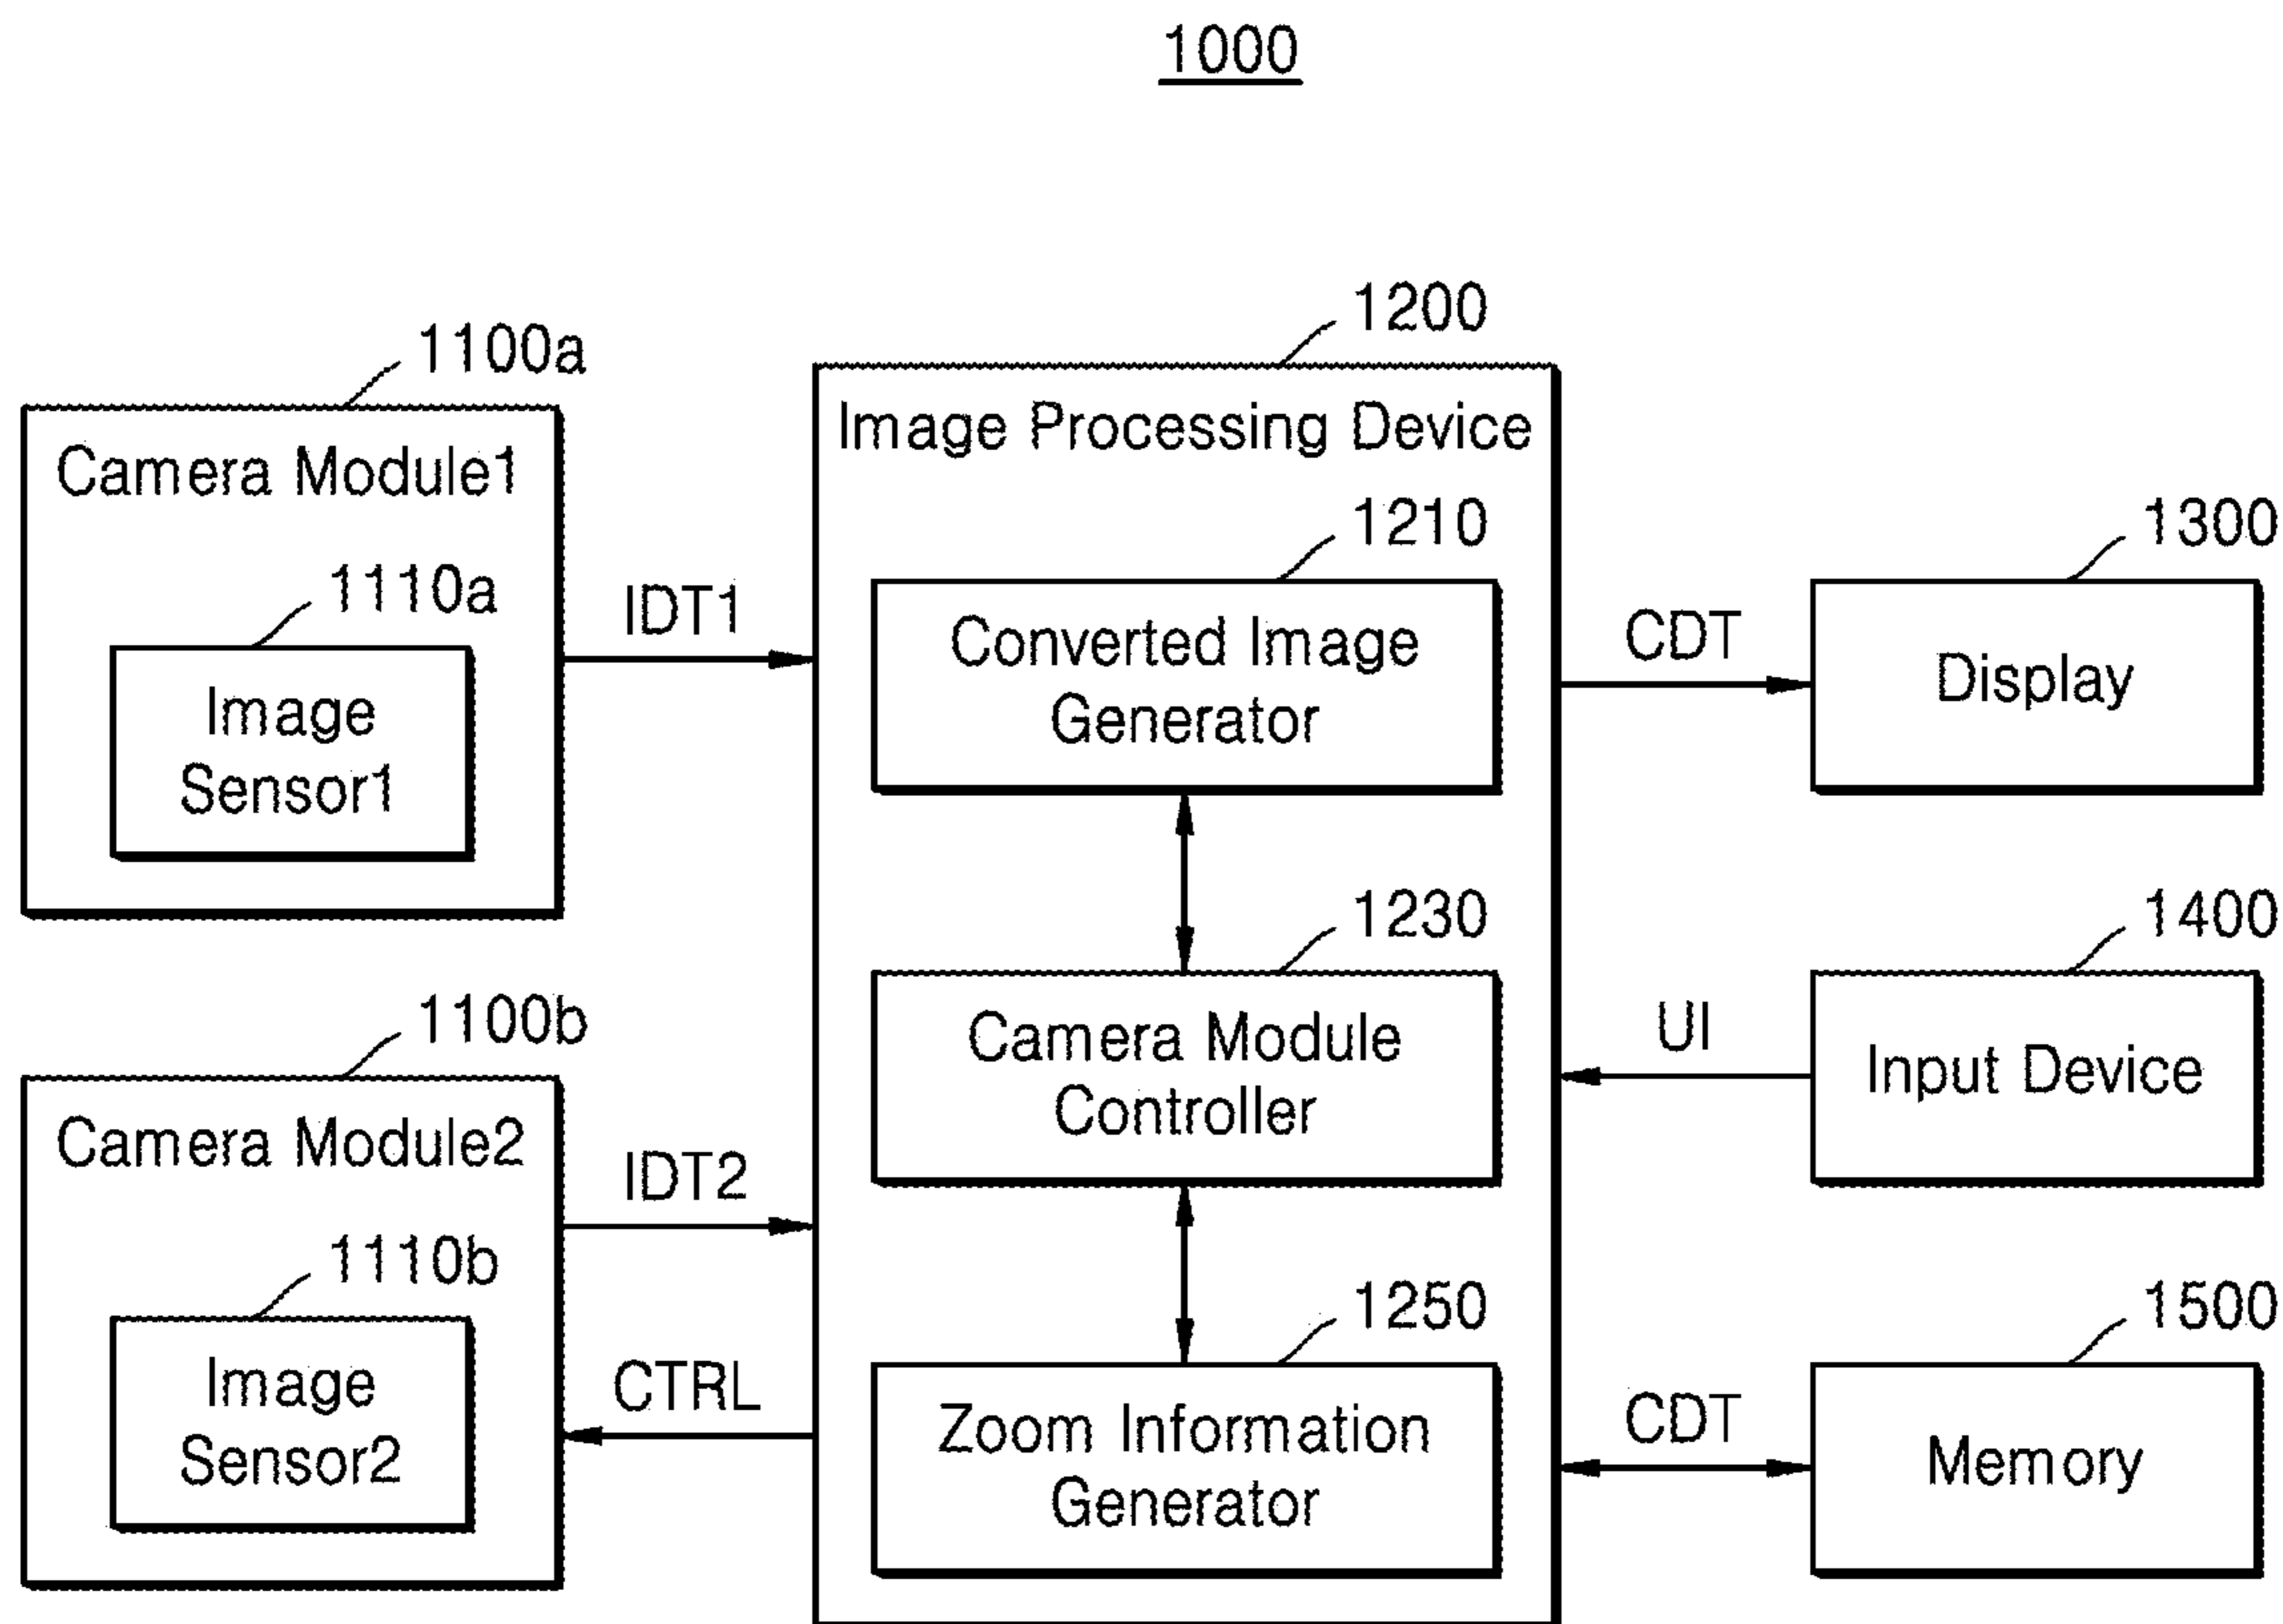 1000
1100a
Camera Module1
1110a
Image
Sensor1
IDT1
1100b
Camera Module2
1110b
Image
Sensor2
IDT2
CTRL
1200
Image Processing Device
1210
Converted Image
Generator
1230
Camera Module
Controller
1250
Zoom Information
Generator
CDT
1300
Display
UI
1400
Input Device
CDT
1500
Memory